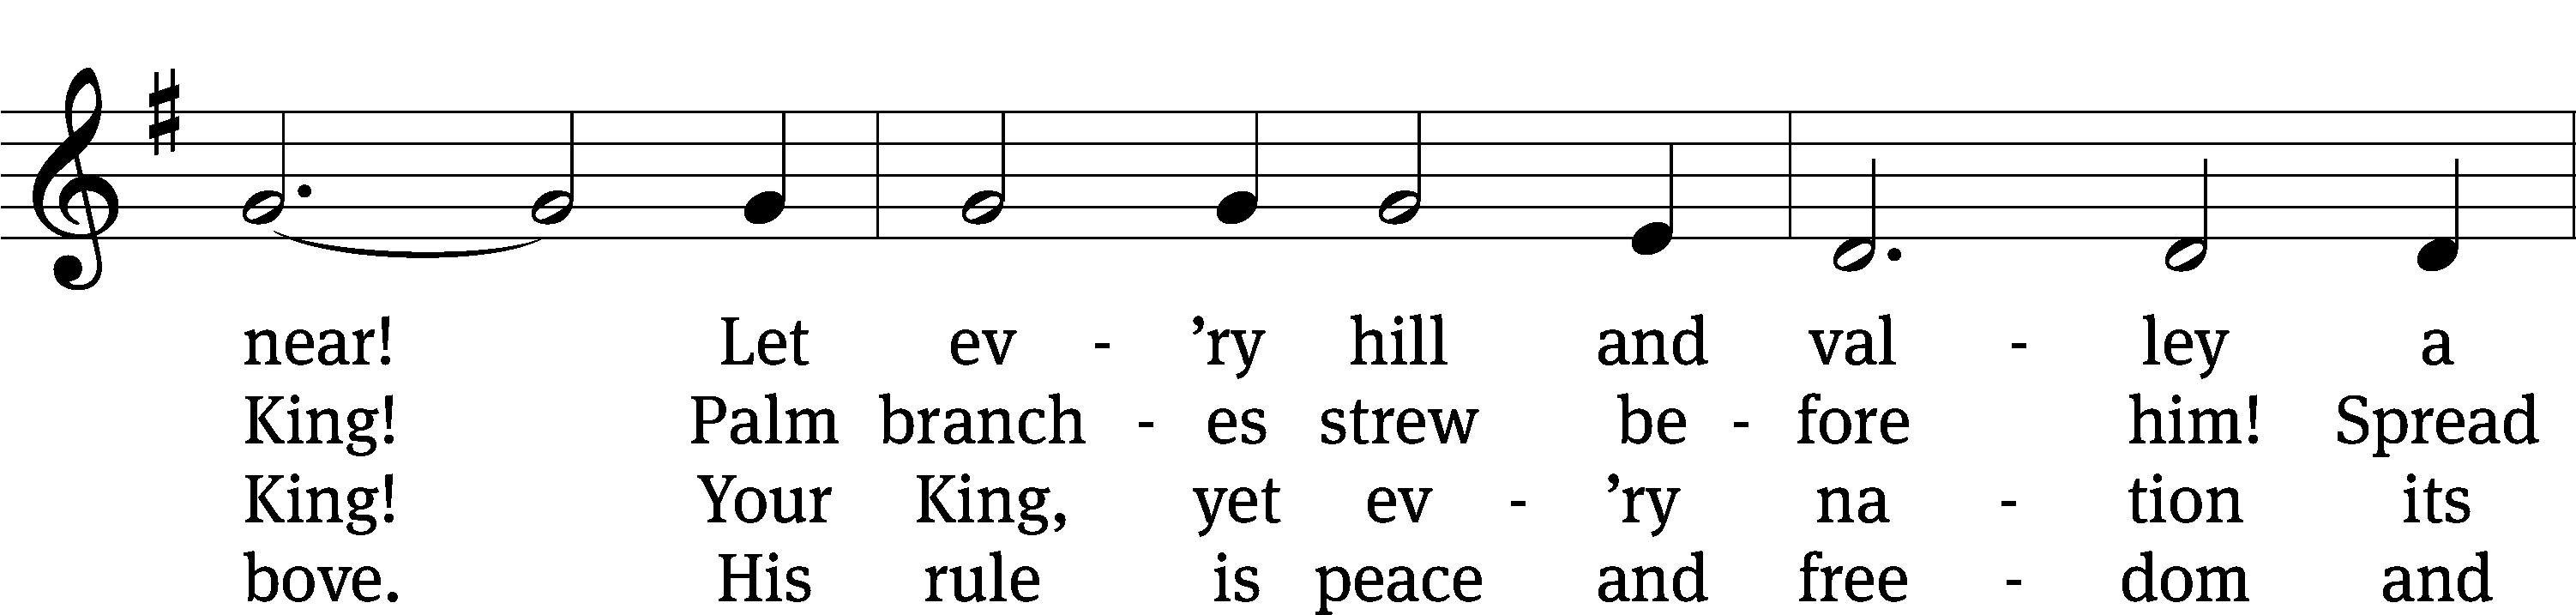 near! Let ev - ’ry hill and val - ley a
King! Palm branch - es strew be - fore him! Spread
King! Your King, yet ev - ’ry na - tion its
bove. His rule is peace and free - dom and